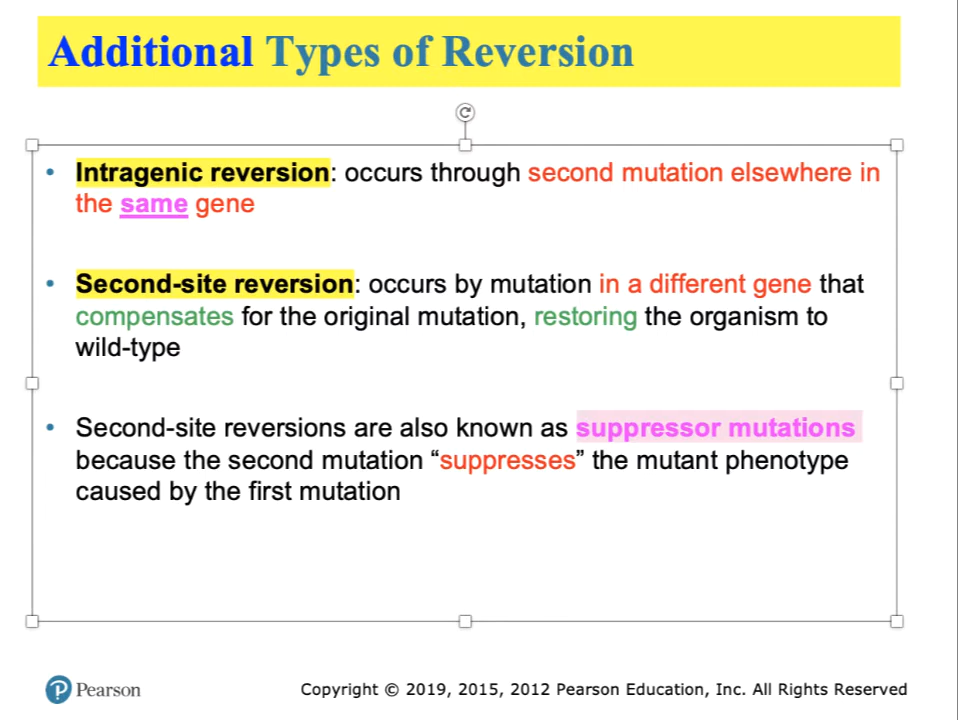 Additional Types of Reversion
• Intragenic reversion: occurs through second mutation elsewhere in
the same gene
• Second-site reversion: occurs by mutation in a different gene that
compensates for the original mutation, restoring the organism to
wild-type
• Second-site reversions are also known as suppressor mutations
because the second mutation “suppresses” the mutant phenotype
caused by the first mutation
Pearson
Copyright © 2019, 2015, 2012 Pearson Education, Inc. All Rights Reserved